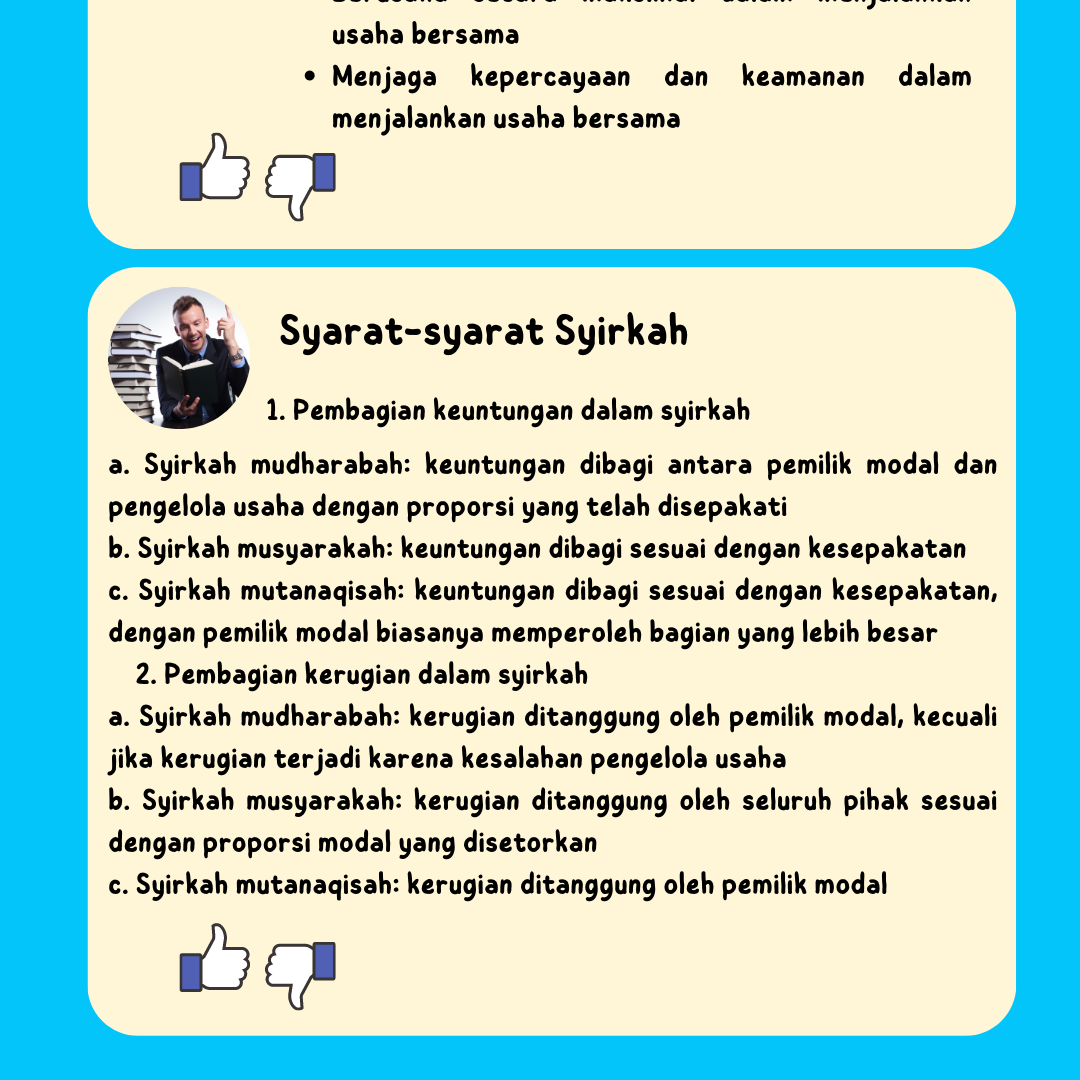 usaha bersama
• Menjaga kepercayaan dan keamanan dalam
menjalankan usaha bersama
Syarat-syarat Syirkah
1. Pembagian keuntungan dalam syirkah
a. Syirkah mudharabah: keuntungan dibagi antara pemilik modal dan
pengelola usaha dengan proporsi yang telah disepakati
b. Syirkah musyarakah: keuntungan dibagi sesuai dengan kesepakatan
c. Syirkah mutanaqisah: keuntungan dibagi sesuai dengan kesepakatan,
dengan pemilik modal biasanya memperoleh bagian yang lebih besar
2. Pembagian kerugian dalam syirkah
a. Syirkah mudharabah: kerugian ditanggung oleh pemilik modal, kecuali
jika kerugian terjadi karena kesalahan pengelola usaha
b. Syirkah musyarakah: kerugian ditanggung oleh seluruh pihak sesuai
dengan proporsi modal yang disetorkan
c. Syirkah mutanaqisah: kerugian ditanggung oleh pemilik modal